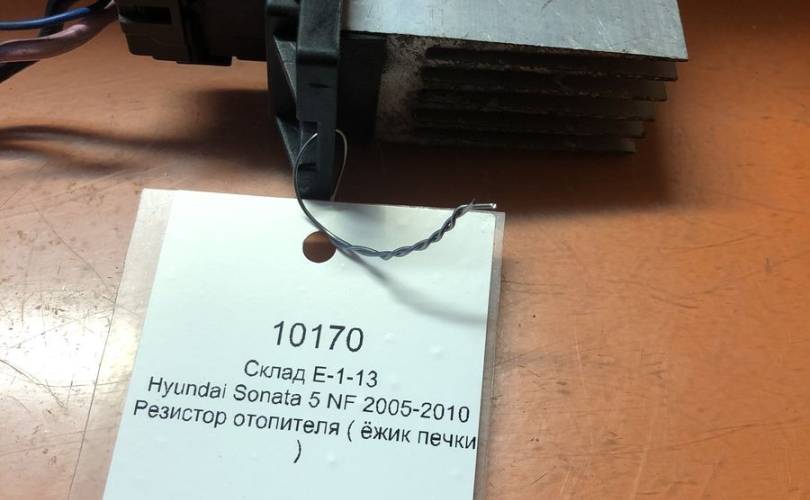 10170
Склад Е-1-13
Hyundai Sonata 5 NF 2005-2010
Резистор отопителя ( ёжик печки
)